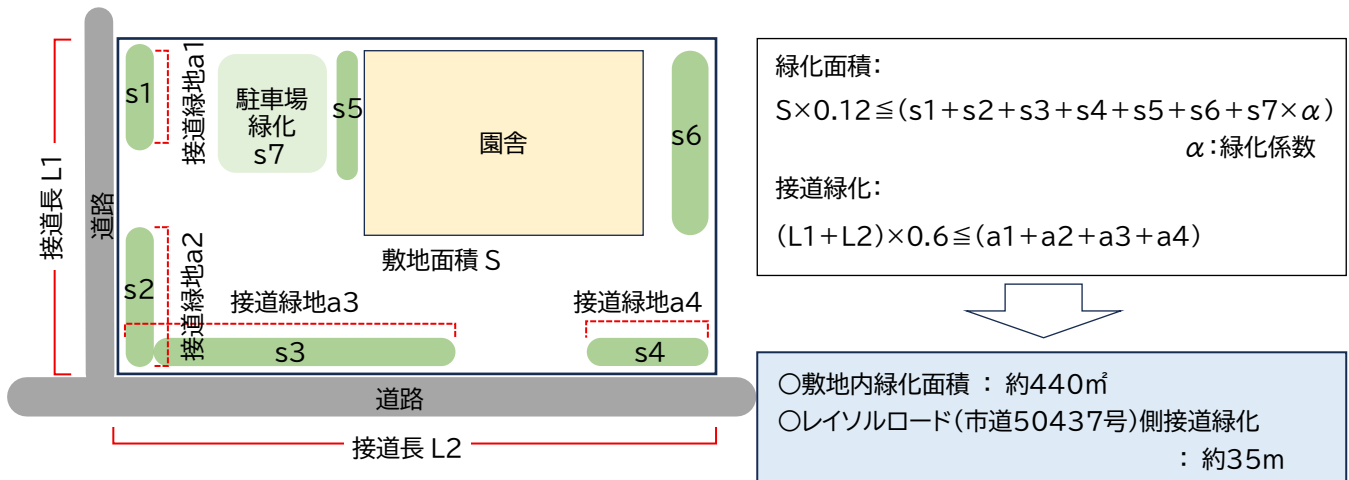 s1
接道緑地a1
駐車場
緑化
s7
s5
園舎
s6
接道長 L1
道路
s2
接道緑地a2
敷地面積 S
接道緑地a3
接道緑地a4
s3
s4
道路
接道長 L2
緑化面積：
S×0.12≦(s1+s2+s3+s4+s5+s6+s7×α)
α：緑化係数
接道緑化：
(L1+L2)×0.6≦(a1+a2+a3+a4)
○敷地内緑化面積 ： 約440㎡
○レイソルロード(市道50437号)側接道緑化
： 約35m